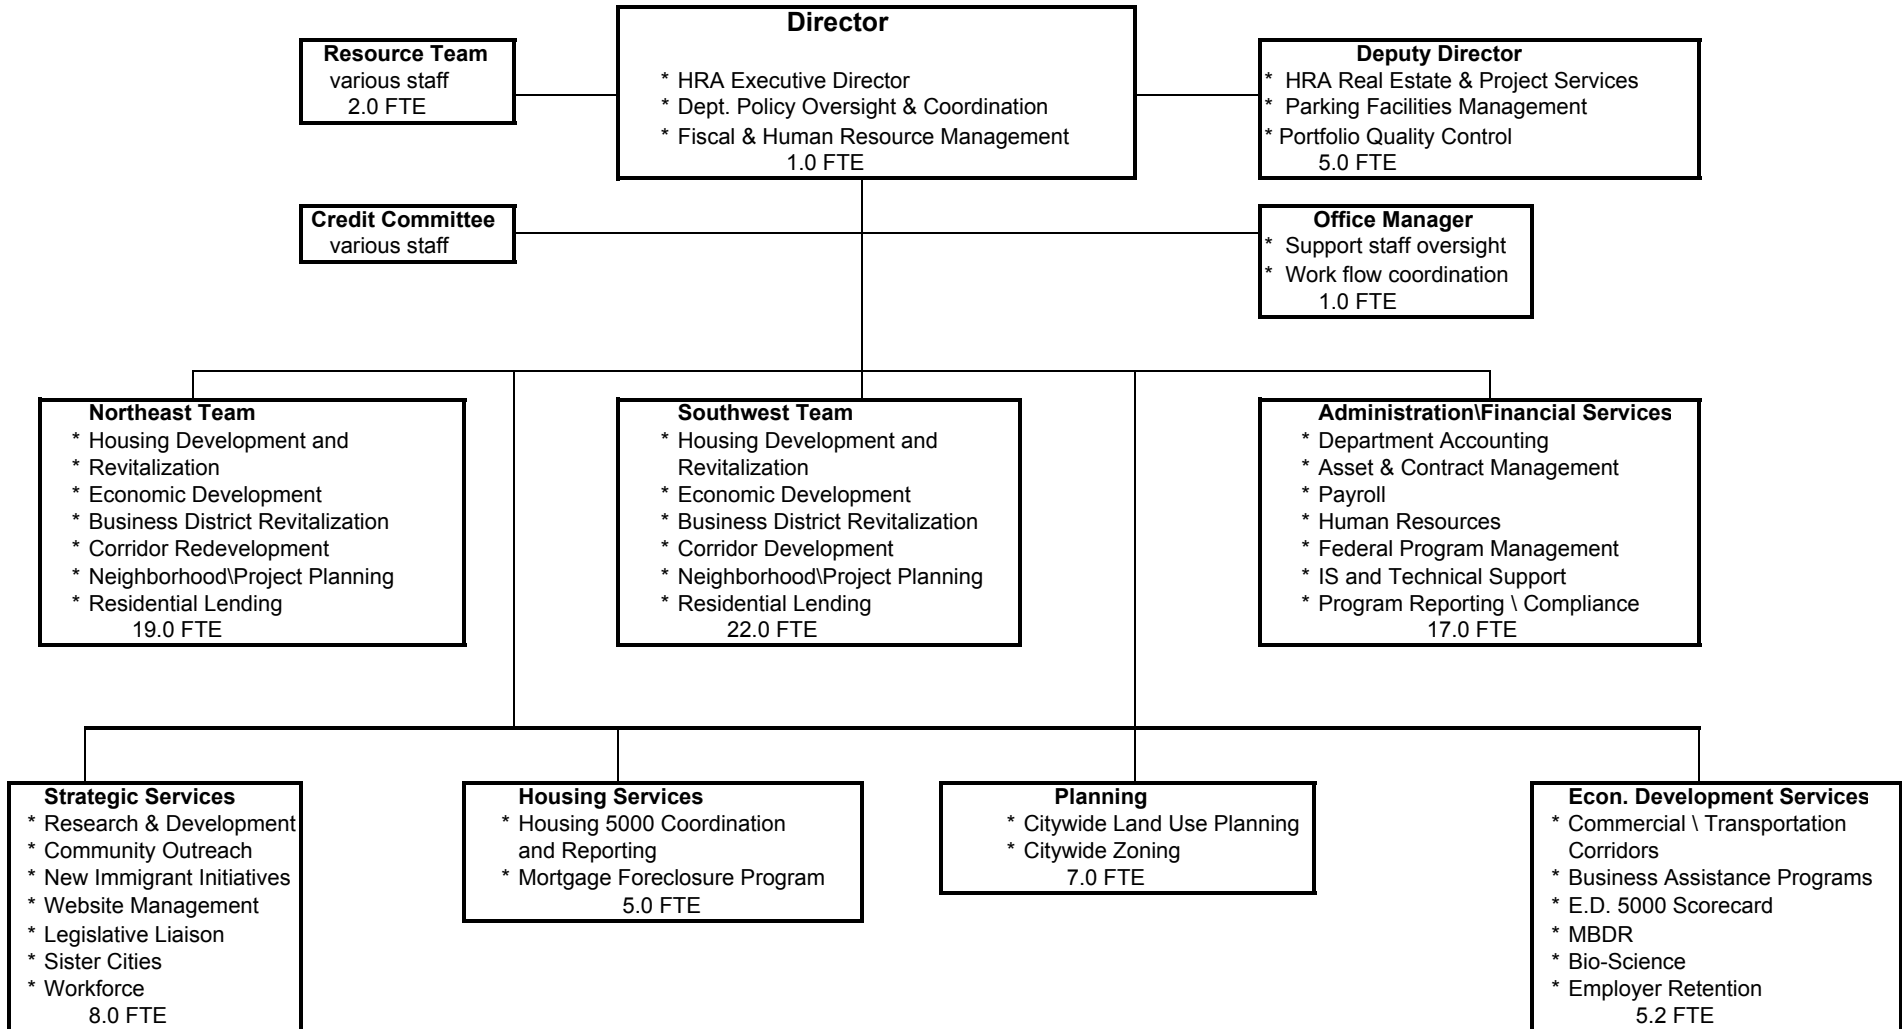 Director
* HRA Executive Director
* Dept. Policy Oversight & Coordination
* Fiscal & Human Resource Management
1.0 FTE
Resource Team
various staff
2.0 FTE
Deputy Director
* HRA Real Estate & Project Services
* Parking Facilities Management
* Portfolio Quality Control
5.0 FTE
Credit Committee
various staff
Office Manager
* Support staff oversight
* Work flow coordination
1.0 FTE
Northeast Team
* Housing Development and
* Revitalization
* Economic Development
* Business District Revitalization
* Corridor Redevelopment
* Neighborhood\Project Planning
* Residential Lending
19.0 FTE
Southwest Team
* Housing Development and
Revitalization
* Economic Development
* Business District Revitalization
* Corridor Development
* Neighborhood\Project Planning
* Residential Lending
22.0 FTE
Administration\Financial Services
* Department Accounting
* Asset & Contract Management
* Payroll
* Human Resources
* Federal Program Management
* IS and Technical Support
* Program Reporting \ Compliance
17.0 FTE
Strategic Services
* Research & Development
* Community Outreach
* New Immigrant Initiatives
* Website Management
* Legislative Liaison
* Sister Cities
* Workforce
8.0 FTE
Housing Services
* Housing 5000 Coordination
and Reporting
* Mortgage Foreclosure Program
5.0 FTE
Planning
* Citywide Land Use Planning
* Citywide Zoning
7.0 FTE
Econ. Development Services
* Commercial \ Transportation
Corridors
* Business Assistance Programs
* E.D. 5000 Scorecard
* MBDR
* Bio-Science
* Employer Retention
5.2 FTE